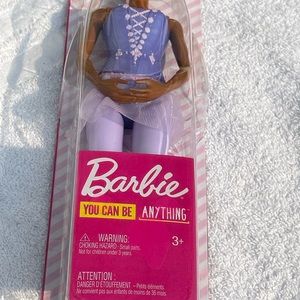 Barbie
YOU CAN BE ANYTHING
WARNING:
CHOKING HAZARD - Small parts.
Not for children under 3 years.
3+
ATTENTION :
DANGER D'ÉTOUFFEMENT - Petits éléments.
Ne convient pas aux enfants de moins de 36 mois.